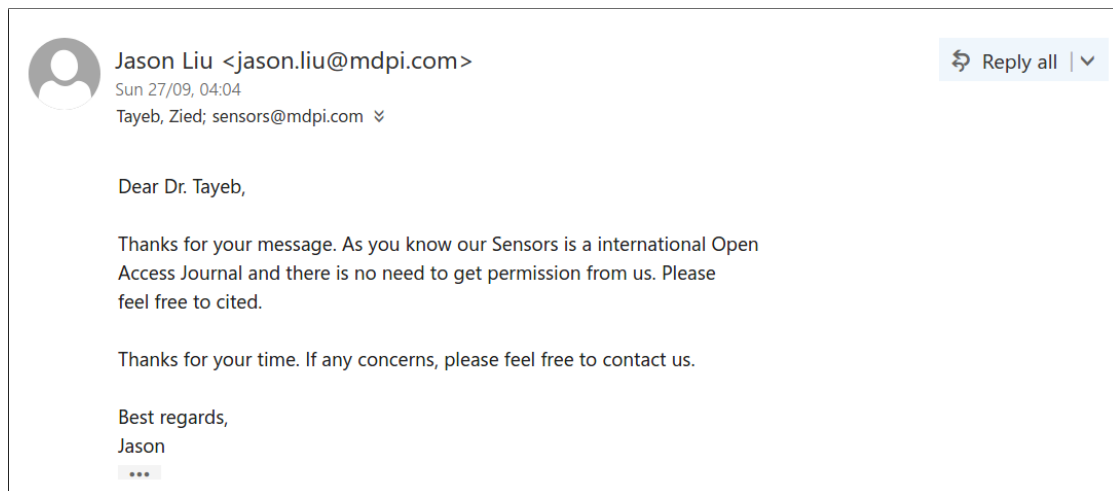 Jason Liu <jason.liu@mdpi.com>
Reply all
Sun 27/09, 04:04
Tayeb, Zied; sensors@mdpi.com
Dear Dr. Tayeb,
Thanks for your message. As you know our Sensors is a international Open
Access Journal and there is no need to get permission from us. Please
feel free to cited.
Thanks for your time. If any concerns, please feel free to contact us.
Best regards,
Jason